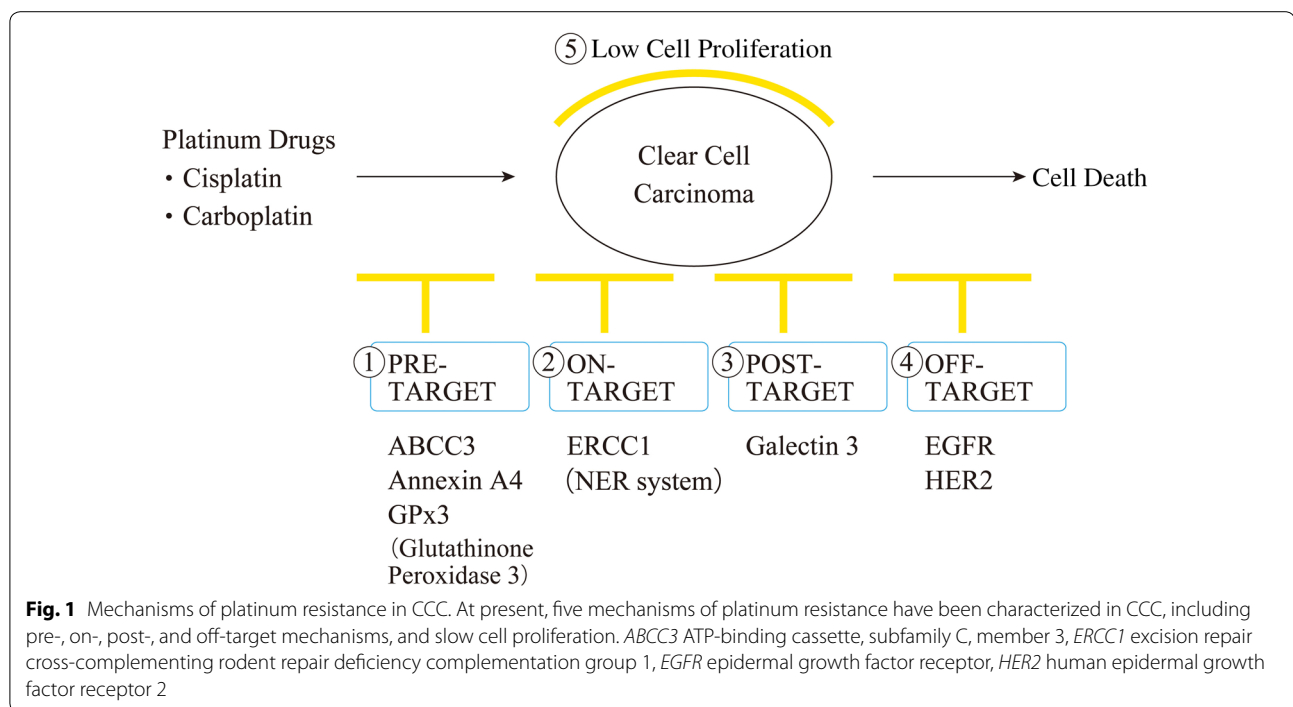 ⑤ Low Cell Proliferation
Platinum Drugs
・Cisplatin
・Carboplatin
Clear Cell
Carcinoma
Cell Death
① PRE-
TARGET
ABCC3
Annexin A4
GPx3
(Glutathinone
Peroxidase 3)
② ON-
TARGET
ERCC1
(NER system)
③ POST-
TARGET
Galectin 3
④ OFF-
TARGET
EGFR
HER2
Fig. 1 Mechanisms of platinum resistance in CCC. At present, five mechanisms of platinum resistance have been characterized in CCC, including
pre-, on-, post-, and off-target mechanisms, and slow cell proliferation. ABCC3 ATP-binding cassette, subfamily C, member 3, ERCC1 excision repair
cross-complementing rodent repair deficiency complementation group 1, EGFR epidermal growth factor receptor, HER2 human epidermal growth
factor receptor 2